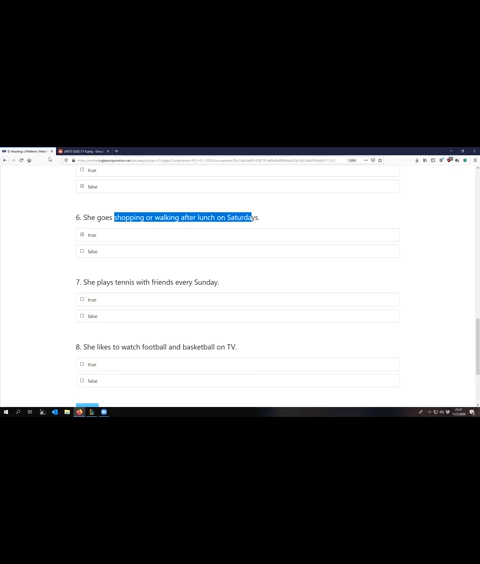 true
false
6. She goes shopping or walking after lunch on Saturdays.
true
false
7. She plays tennis with friends every Sunday.
true
false
8. She likes to watch football and basketball on TV.
true
false